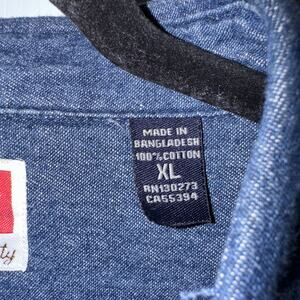 MADE IN
BANGLADESH
100% COTTON
XL
RN130273
CA55394